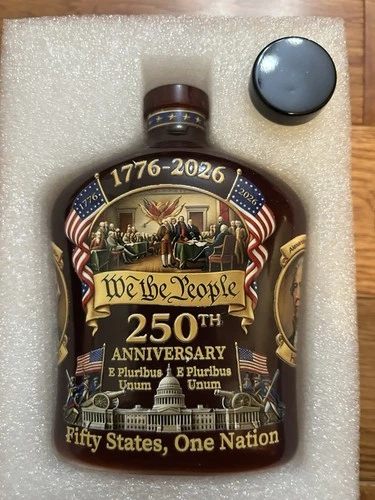 1776-2026
1776
2026
We the People
250TH
ANNIVERSARY
E Pluribus E Pluribus
Unum Unum
Fifty States, One Nation